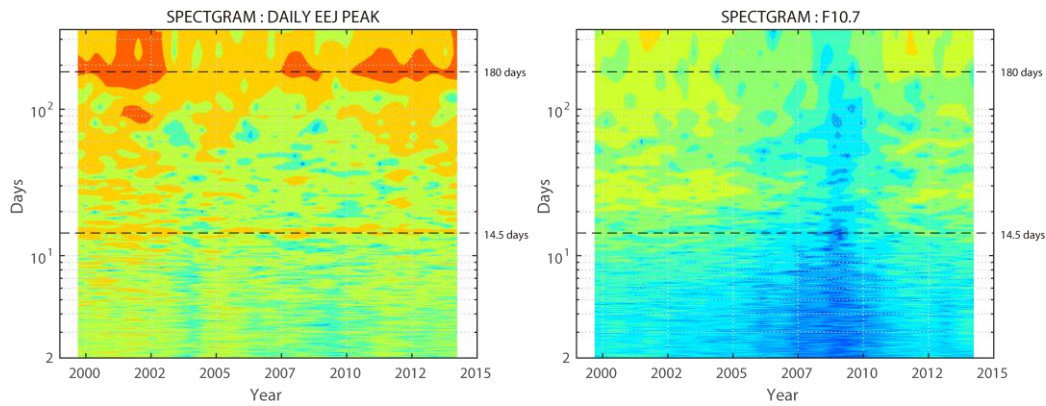 SPECTGRAM : DAILY EEJ PEAK
180 days
10²
Days
14.5 days
10¹
2
2000 2002 2005 2007 2010 2012 2015
Year
SPECTGRAM : F10.7
180 days
10²
Days
14.5 days
10¹
2
2000 2002 2005 2007 2010 2012 2015
Year